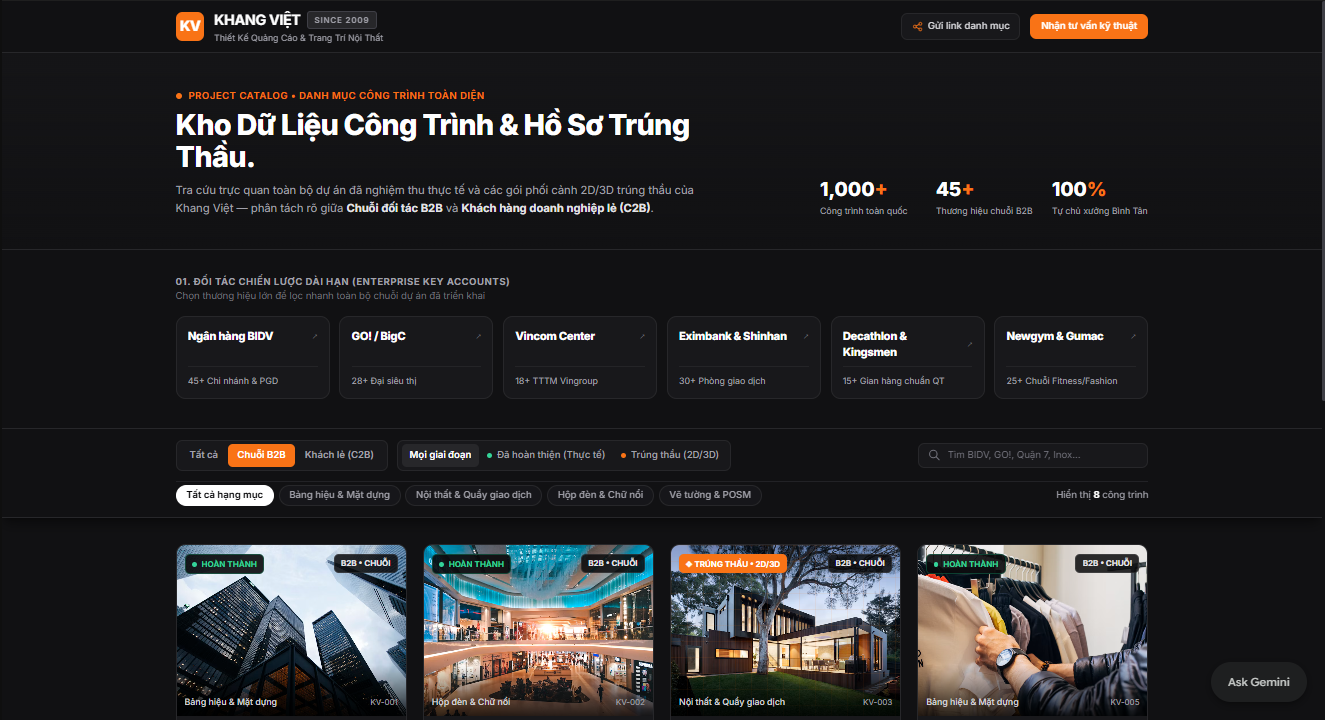 KV
KHANG VIỆT SINCE 2009
Thiết Kế Quảng Cáo & Trang Trí Nội Thất
Gửi link danh mục
Nhận tư vấn kỹ thuật
PROJECT CATALOG • DANH MỤC CÔNG TRÌNH TOÀN DIỆN
Kho Dữ Liệu Công Trình & Hồ Sơ Trúng
Thầu.
Tra cứu trực quan toàn bộ dự án đã nghiệm thu thực tế và các gói phối cảnh 2D/3D trúng thầu của
Khang Việt — phân tách rõ giữa Chuỗi đối tác B2B và Khách hàng doanh nghiệp lẻ (C2B).
1,000+ 45+ 100%
Công trình toàn quốc Thương hiệu chuỗi B2B Tự chủ xưởng Bình Tân
01. ĐỐI TÁC CHIẾN LƯỢC DÀI HẠN (ENTERPRISE KEY ACCOUNTS)
Chọn thương hiệu lớn để lọc nhanh toàn bộ chuỗi dự án đã triển khai
Ngân hàng BIDV
45+ Chi nhánh & PGD
GO! / BigC
28+ Đại siêu thị
Vincom Center
18+ TTTM Vingroup
Eximbank & Shinhan
30+ Phòng giao dịch
Decathlon &
Kingsmen
15+ Gian hàng chuẩn QT
Newgym & Gumac
25+ Chuỗi Fitness/Fashion
Tất cả Chuỗi B2B Khách lẻ (C2B) Mọi giai đoạn Đã hoàn thiện (Thực tế) Trúng thầu (2D/3D)
Tìm BIDV, GO!, Quận 7, Inox...
Tất cả hạng mục Bảng hiệu & Mặt dựng Nội thất & Quầy giao dịch Hộp đèn & Chữ nổi Vẽ tường & POSM
Hiển thị 8 công trình
HOÀN THÀNH B2B • CHUỖI
Bảng hiệu & Mặt dựng KV-001
HOÀN THÀNH B2B • CHUỖI
Hộp đèn & Chữ nổi KV-002
TRÚNG THẦU • 2D/3D B2B • CHUỖI
Nội thất & Quầy giao dịch KV-003
HOÀN THÀNH B2B • CHUỖI
Bảng hiệu & Mặt dựng KV-005
Ask Gemini